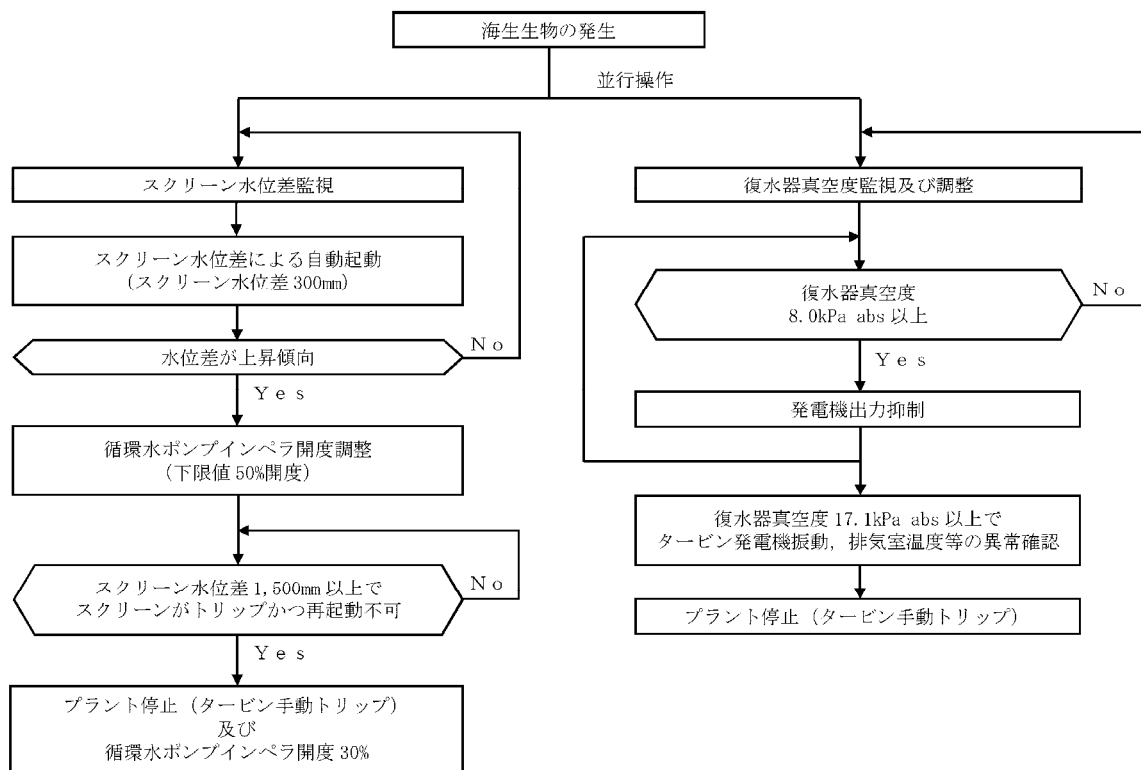 海生生物の発生
並行操作
スクリーン水位差監視
スクリーン水位差による自動起動
(スクリーン水位差 300mm)
水位差が上昇傾向
No
Yes
循環水ポンプインペラ開度調整
(下限値 50%開度)
スクリーン水位差 1,500mm 以上で
スクリーンがトリップかつ再起動不可
No
Yes
プラント停止 (タービン手動トリップ)
及び
循環水ポンプインペラ開度 30%
復水器真空度監視及び調整
復水器真空度
8.0kPa abs 以上
No
Yes
発電機出力抑制
復水器真空度 17.1kPa abs 以上で
タービン発電機振動, 排気室温度等の異常確認
プラント停止 (タービン手動トリップ)